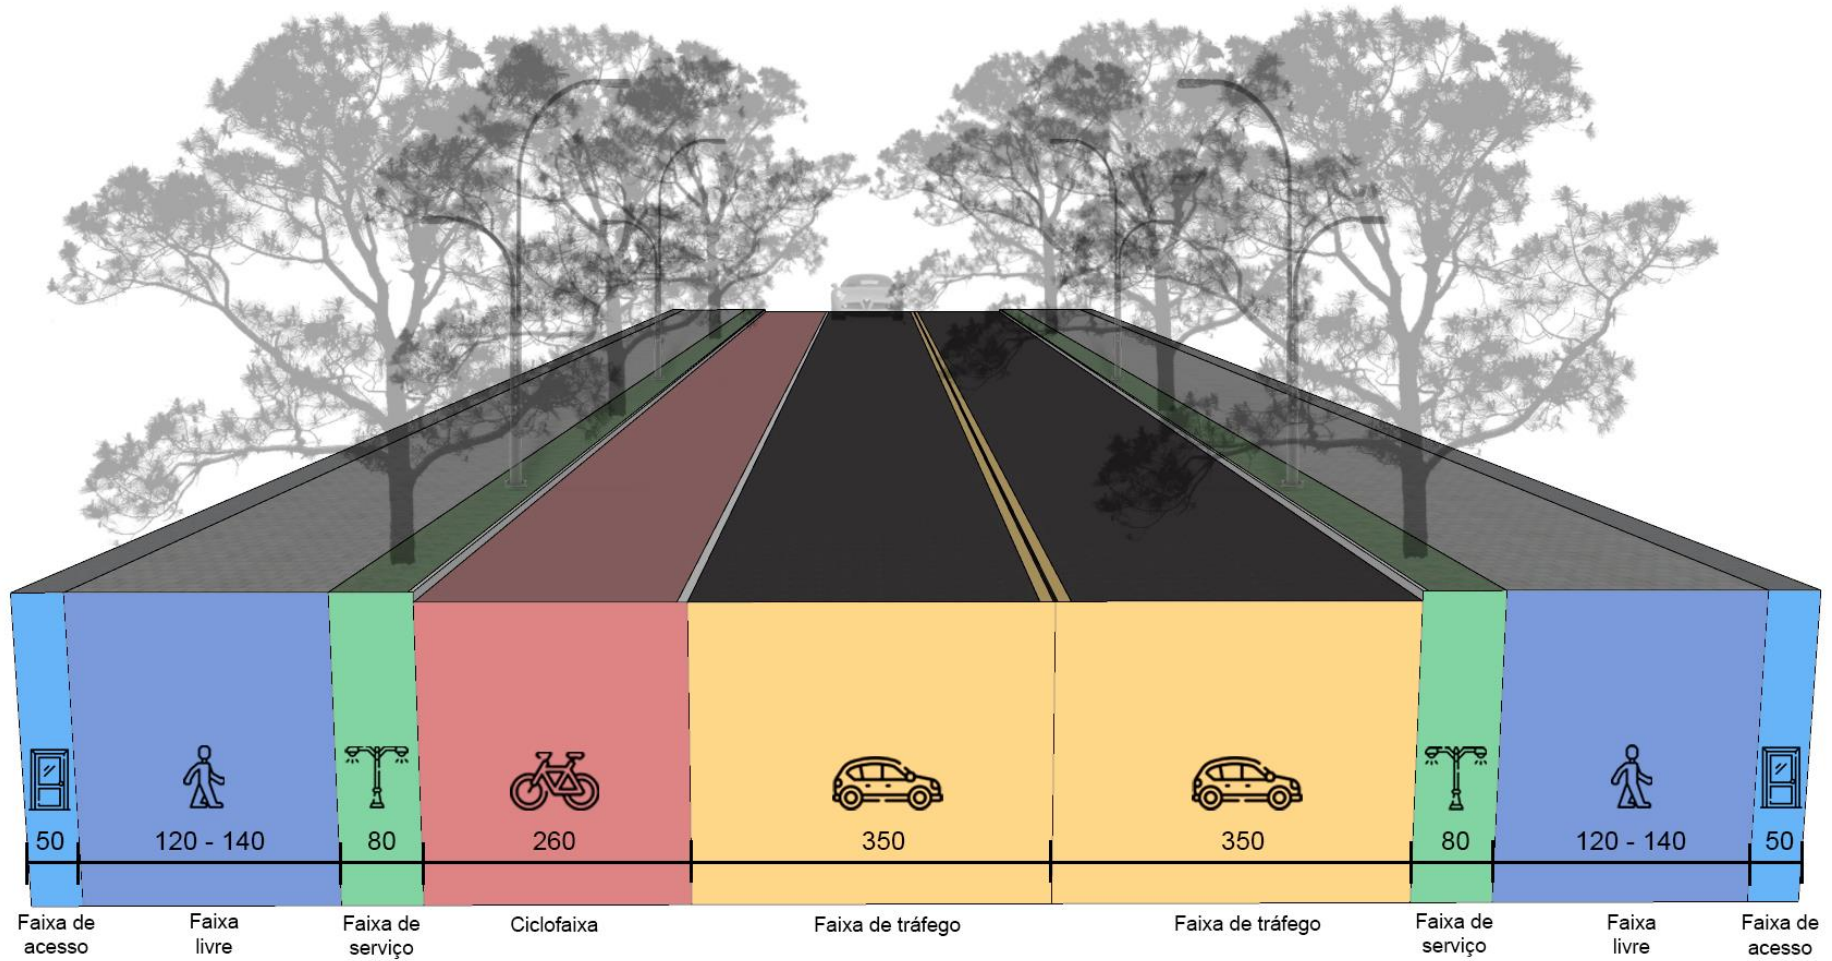 50
120 - 140
80
260
350
350
80
120 - 140
50
Faixa de
acesso
Faixa
livre
Faixa de
serviço
Ciclofaixa
Faixa de tráfego
Faixa de tráfego
Faixa de
serviço
Faixa
livre
Faixa de
acesso